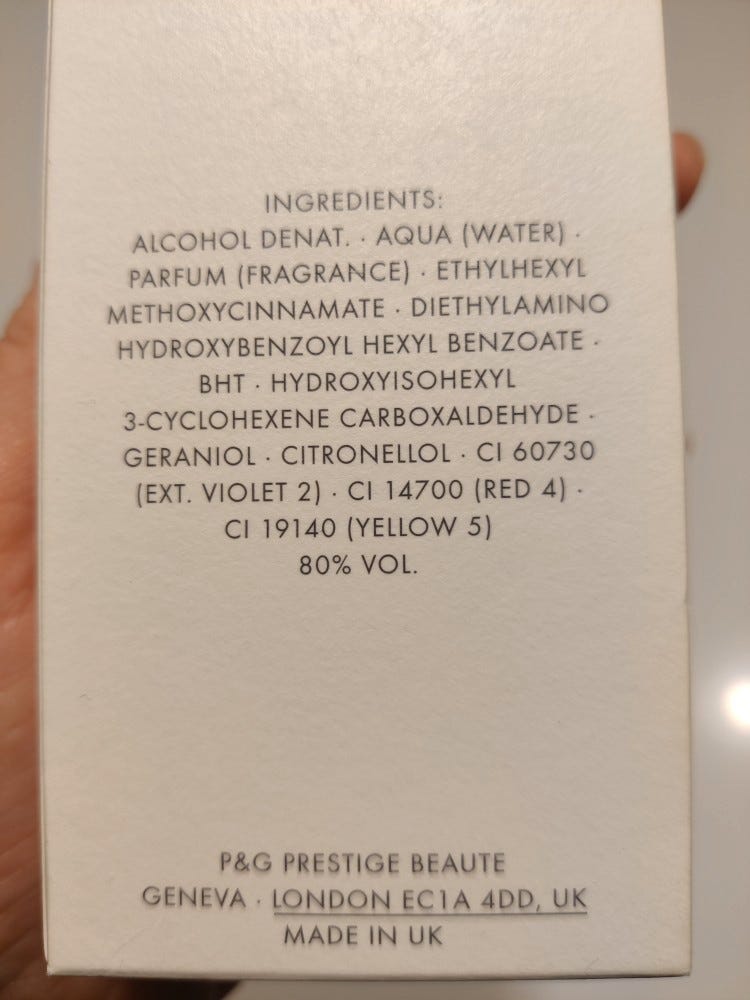 INGREDIENTS:
ALCOHOL DENAT. · AQUA (WATER) ·
PARFUM (FRAGRANCE) · ETHYLHEXYL
METHOXYCINNAMATE · DIETHYLAMINO
HYDROXYBENZOYL HEXYL BENZOATE ·
BHT · HYDROXYISOHEXYL
3-CYCLOHEXENE CARBOXALDEHYDE ·
GERANIOL · CITRONELLOL · CI 60730
(EXT. VIOLET 2) · CI 14700 (RED 4) ·
CI 19140 (YELLOW 5)
80% VOL.
P&G PRESTIGE BEAUTE
GENEVA · LONDON EC1A 4DD, UK
MADE IN UK